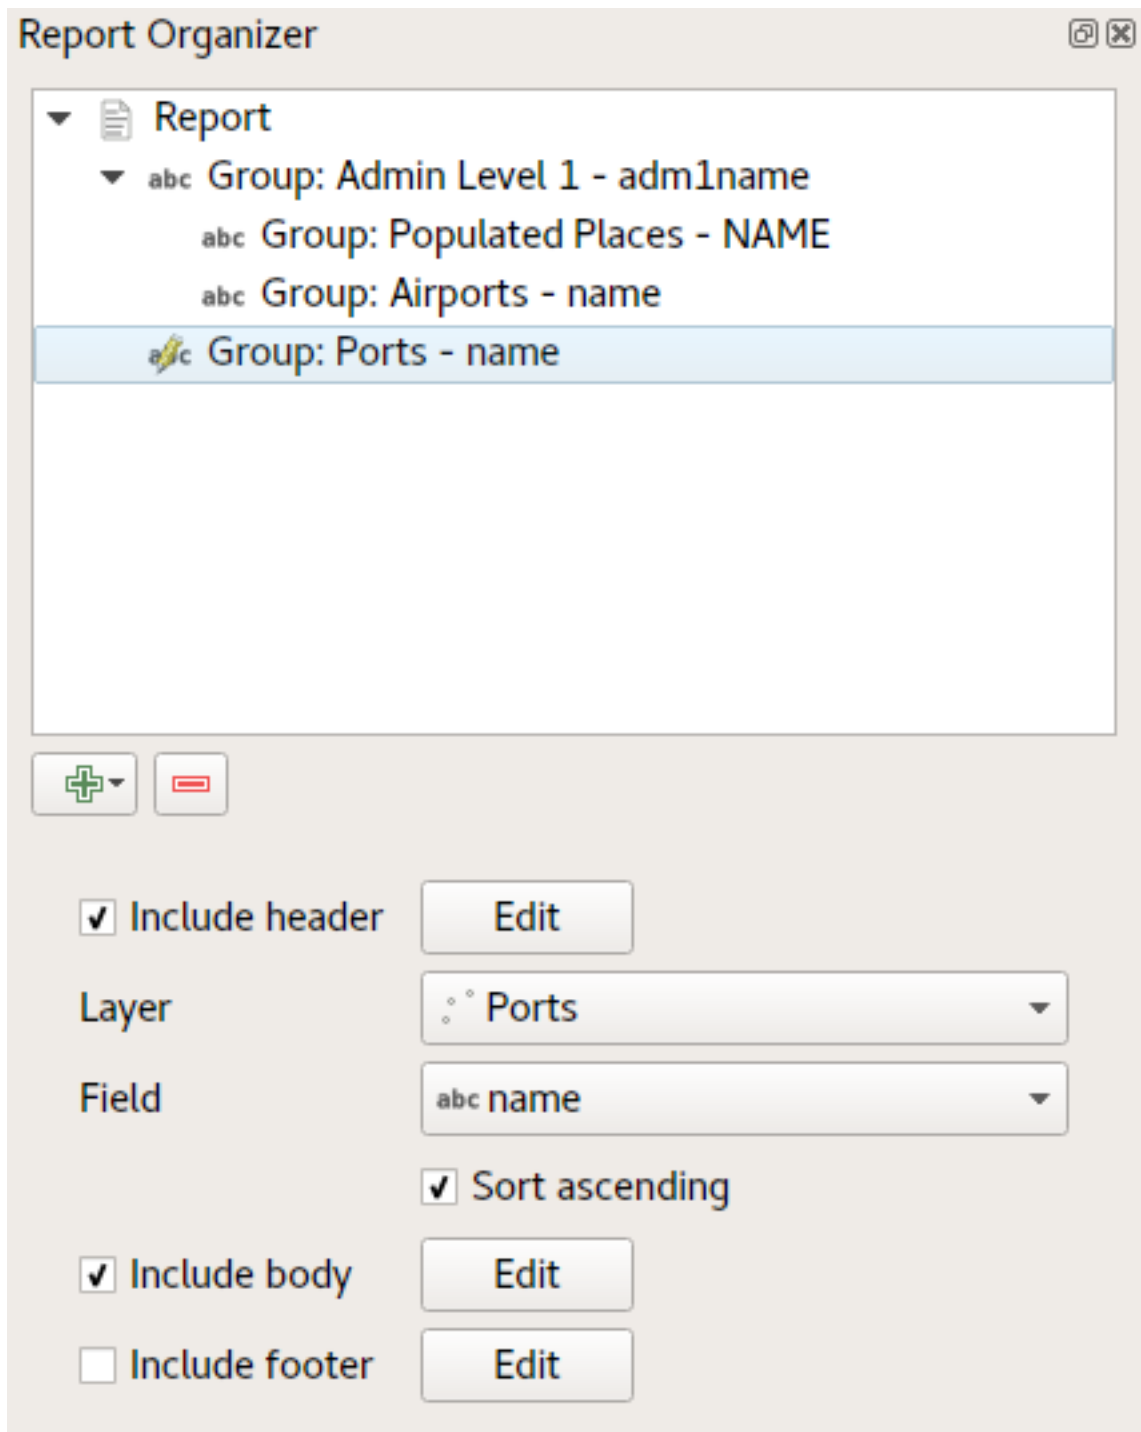 Report Organizer
Report
abc Group: Admin Level 1 - adm1name
abc Group: Populated Places - NAME
abc Group: Airports - name
abc Group: Ports - name
Include header Edit
Layer Ports
Field abc name
Sort ascending
Include body Edit
Include footer Edit